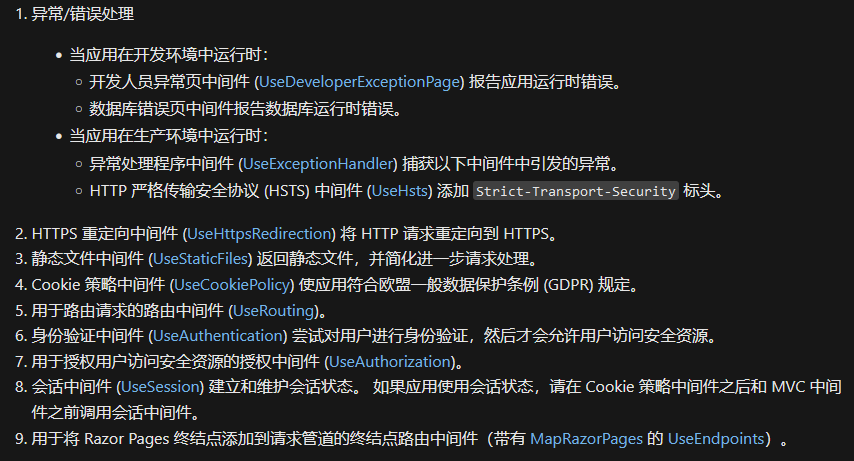 1. 异常/错误处理
• 当应用在开发环境中运行时：
○ 开发人员异常页中间件 (UseDeveloperExceptionPage) 报告应用运行时错误。
○ 数据库错误页中间件报告数据库运行时错误。
• 当应用在生产环境中运行时：
○ 异常处理程序中间件 (UseExceptionHandler) 捕获以下中间件中引发的异常。
○ HTTP 严格传输安全协议 (HSTS) 中间件 (UseHsts) 添加 Strict-Transport-Security 标头。
2. HTTPS 重定向中间件 (UseHttpsRedirection) 将 HTTP 请求重定向到 HTTPS。
3. 静态文件中间件 (UseStaticFiles) 返回静态文件，并简化进一步请求处理。
4. Cookie 策略中间件 (UseCookiePolicy) 使应用符合欧盟一般数据保护条例 (GDPR) 规定。
5. 用于路由请求的路由中间件 (UseRouting)。
6. 身份验证中间件 (UseAuthentication) 尝试对用户进行身份验证，然后才会允许用户访问安全资源。
7. 用于授权用户访问安全资源的授权中间件 (UseAuthorization)。
8. 会话中间件 (UseSession) 建立和维护会话状态。 如果应用使用会话状态，请在 Cookie 策略中间件之后和 MVC 中间
件之前调用会话中间件。
9. 用于将 Razor Pages 终结点添加到请求管道的终结点路由中间件（带有 MapRazorPages 的 UseEndpoints）。